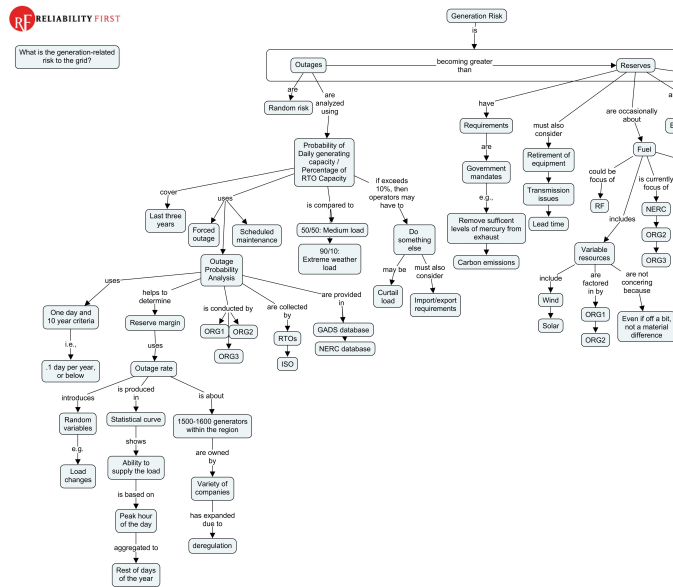 RF RELIABILITY FIRST
What is the generation-related
risk to the grid?
Generation Risk
is
Outages
becoming greater
than
Reserves
are
Random risk
are
analyzed
using
Probability of
Daily generating
capacity /
Percentage of
RTO Capacity
cover
Last three
years
uses
Forced
outage
Scheduled
maintenance
is compared to
50/50: Medium load
90/10:
Extreme weather
load
if exceeds
10%, then
operators may
have to
Do
something
else
may be
Curtail
load
must also
consider
Import/export
requirements
Outage
Probability
Analysis
uses
One day and
10 year criteria
i.e.,
.1 day per year,
or below
helps to
determine
Reserve margin
uses
Outage rate
is conducted by
ORG1
ORG2
ORG3
are collected
by
RTOs
ISO
are provided
in
GADS database
NERC database
introduces
Random
variables
e.g.
Load
changes
is produced
in
Statistical curve
shows
Ability to
supply the load
is based on
Peak hour
of the day
aggregated to
Rest of days
of the year
is about
1500-1600 generators
within the region
are owned
by
Variety of
companies
has expanded
due to
deregulation
have
Requirements
are
Government
mandates
e.g.,
Remove sufficent
levels of mercury from
exhaust
Carbon emissions
must also
consider
Retirement of
equipment
Transmission
issues
Lead time
are occasionally
about
Fuel
could be
focus of
RF
is currently
focus of
NERC
ORG2
ORG3
includes
Variable
resources
include
Wind
Solar
are
factored
in by
ORG1
ORG2
are not
concering
because
Even if off a bit,
not a material
difference